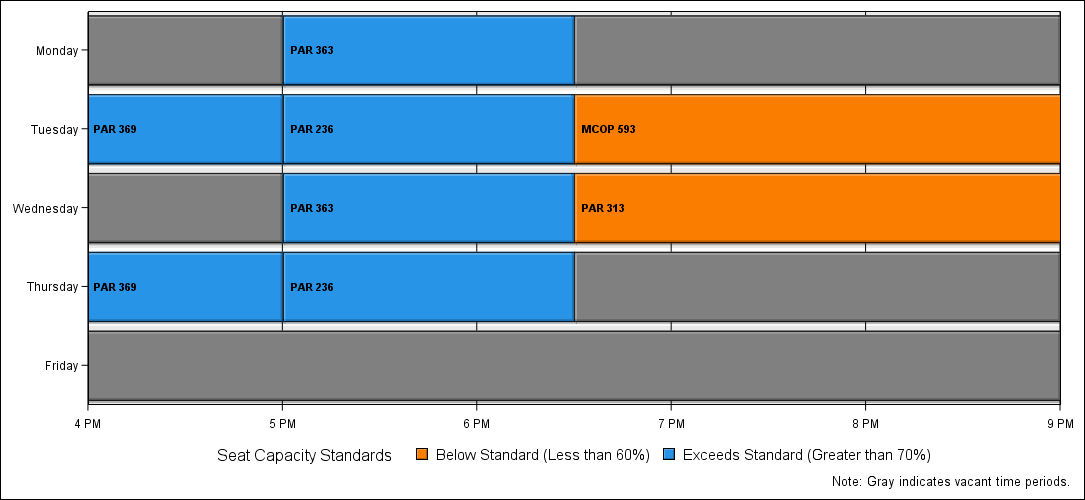 Monday PAR 363
Tuesday PAR 369 PAR 236 MCOP 593
Wednesday PAR 363 PAR 313
Thursday PAR 369 PAR 236
Friday
4 PM 5 PM 6 PM 7 PM 8 PM 9 PM
Seat Capacity Standards Below Standard (Less than 60%) Exceeds Standard (Greater than 70%)
Note: Gray indicates vacant time periods.